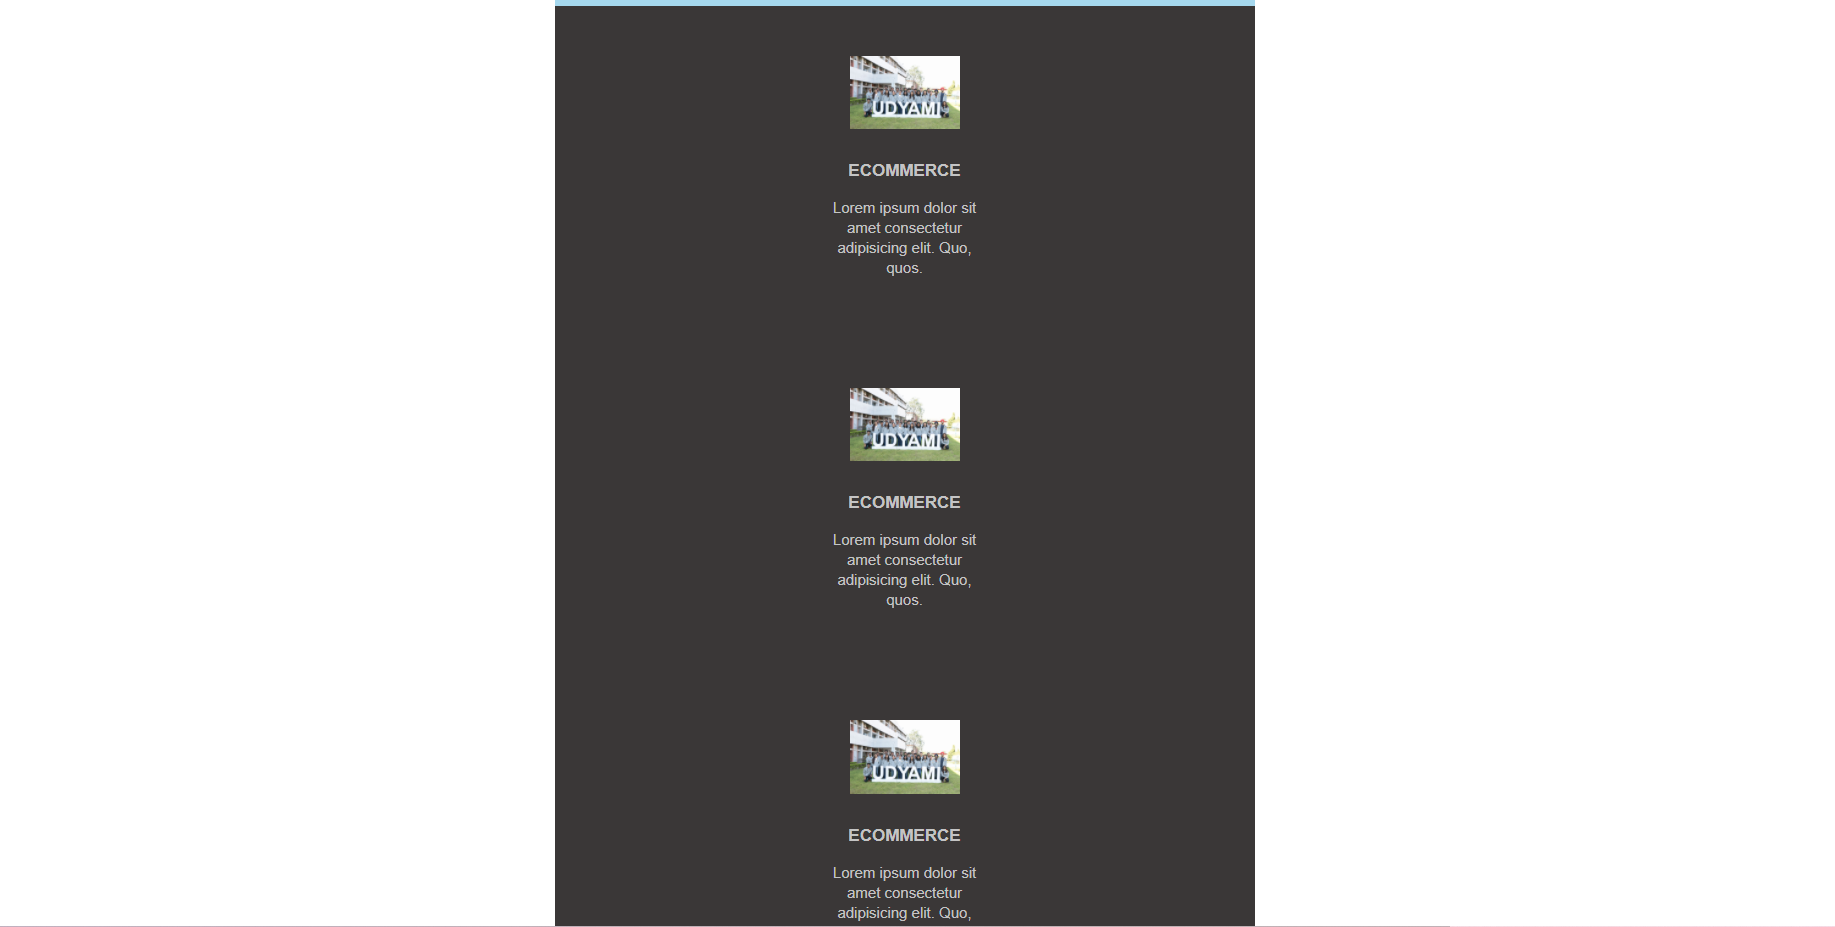 UDYAMI
ECOMMERCE
Lorem ipsum dolor sit
amet consectetur
adipisicing elit. Quo,
quos.
UDYAMI
ECOMMERCE
Lorem ipsum dolor sit
amet consectetur
adipisicing elit. Quo,
quos.
UDYAMI
ECOMMERCE
Lorem ipsum dolor sit
amet consectetur
adipisicing elit. Quo,